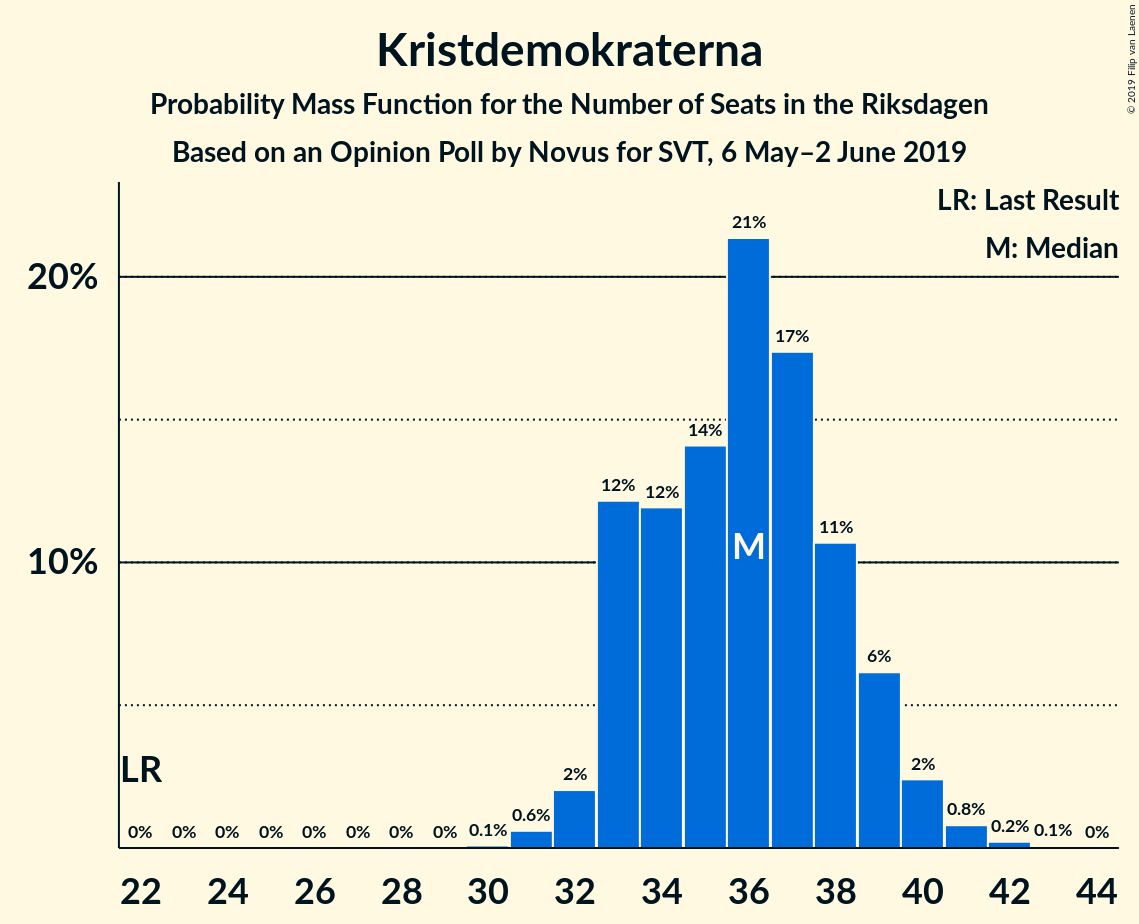 Kristdemokraterna
Probability Mass Function for the Number of Seats in the Riksdagen
Based on an Opinion Poll by Novus for SVT, 6 May–2 June 2019
© 2019 Filip van Laenen
LR: Last Result
M: Median
21%
20%
17%
14%
12% 12%
11%
M
10%
6%
LR
2% 2%
0% 0% 0% 0% 0% 0% 0% 0% 0.1% 0.6% 0.8% 0.2% 0.1% 0%
22 24 26 28 30 32 34 36 38 40 42 44